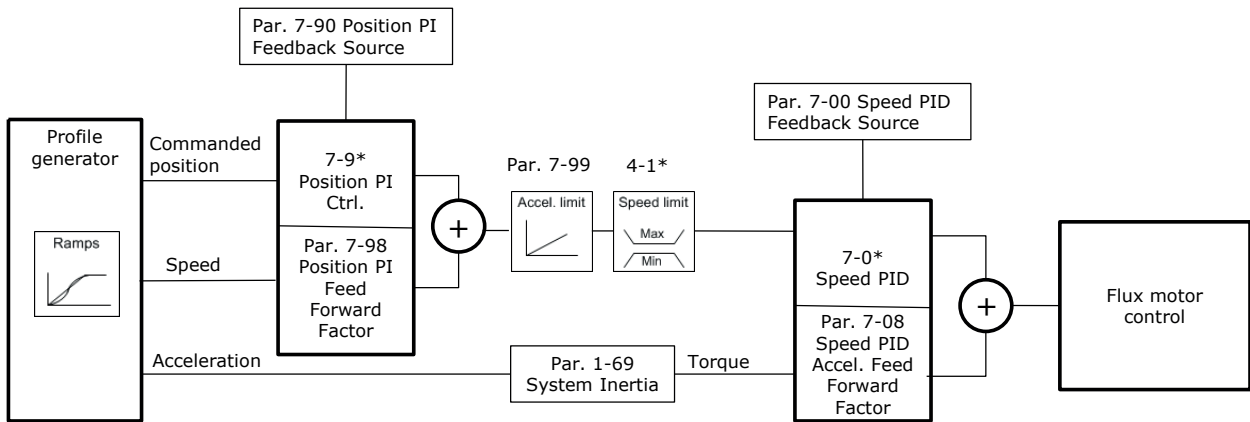 Par. 7-90 Position PI
Feedback Source
Par. 7-00 Speed PID
Feedback Source
Profile
generator
Ramps
Commanded
position
Speed
Acceleration
7-9*
Position PI
Ctrl.
Par. 7-98
Position PI
Feed
Forward
Factor
+
Par. 7-99
Accel. limit
4-1*
Speed limit
Max
Min
Par. 1-69
System Inertia
Torque
7-0*
Speed PID
Par. 7-08
Speed PID
Accel. Feed
Forward
Factor
+
Flux motor
control